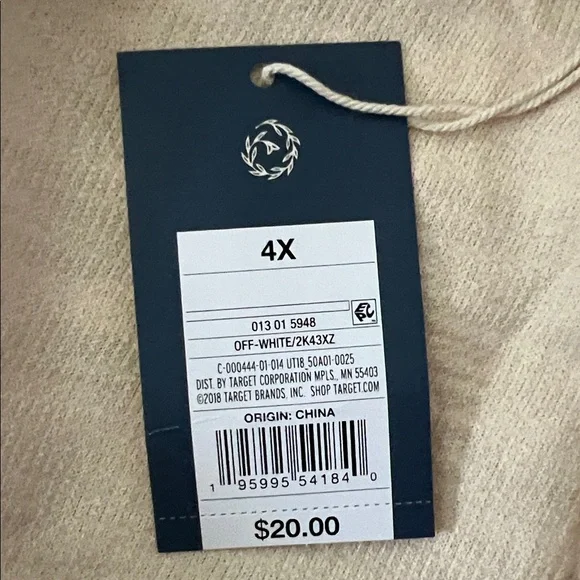 4X
013 01 5948
OFF-WHITE/2K43XZ
C-000444-01-014 UT18_50A01-0025
DIST. BY TARGET CORPORATION MPLS., MN 55403
©2018 TARGET BRANDS, INC. SHOP TARGET.COM
ORIGIN: CHINA
1 95995 54184 0
$20.00